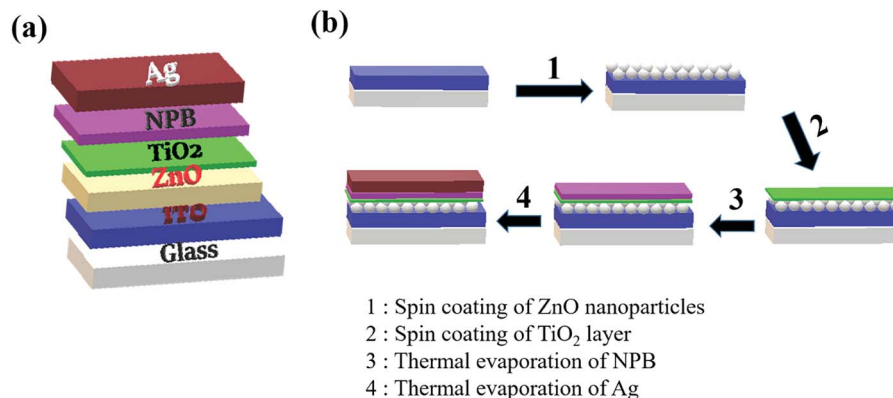 (a)
Ag
NPB
TiO2
ZnO
ITO
Glass
(b)
1
2
3
4
1 : Spin coating of ZnO nanoparticles
2 : Spin coating of TiO₂ layer
3 : Thermal evaporation of NPB
4 : Thermal evaporation of Ag